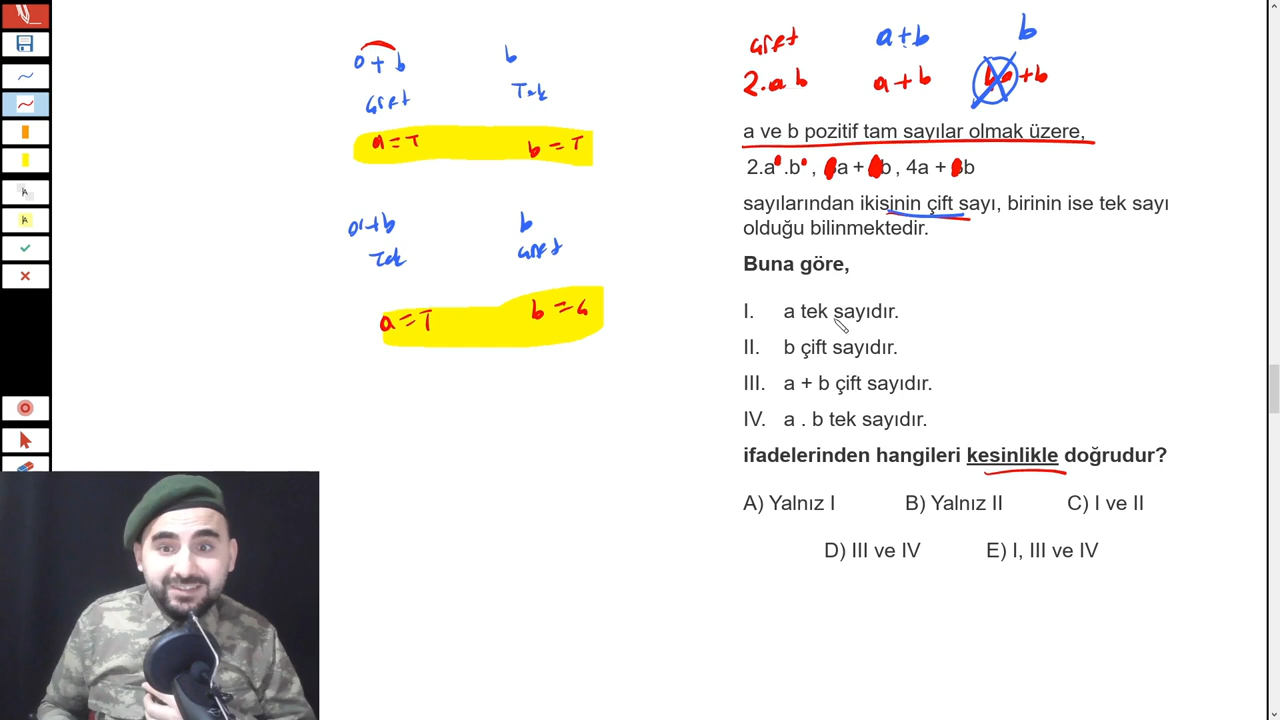 a + b b
Çift Tek
a = T b = T
a + b b
Tek Çift
a = T b = Ç
Çift a + b b
2.a b a + b + b
a ve b pozitif tam sayılar olmak üzere,
2.a .b , a + b , 4a + b
sayılarından ikisinin çift sayı, birinin ise tek sayı
olduğu bilinmektedir.
Buna göre,
I. a tek sayıdır.
II. b çift sayıdır.
III. a + b çift sayıdır.
IV. a . b tek sayıdır.
ifadelerinden hangileri kesinlikle doğrudur?
A) Yalnız I B) Yalnız II C) I ve II
D) III ve IV E) I, III ve IV